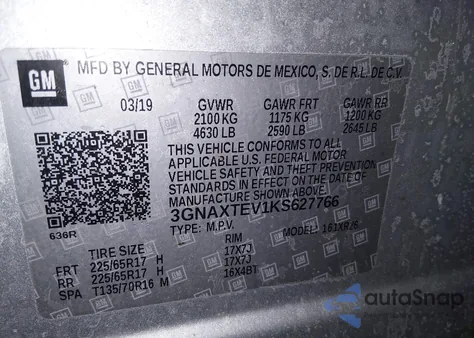 GM MFD BY GENERAL MOTORS DE MEXICO, S. DE R.L. DE C.V.
03/19 GVWR GAWR FRT GAWR RR
2100 KG 1175 KG 1200 KG
4630 LB 2590 LB 2645 LB
THIS VEHICLE CONFORMS TO ALL
APPLICABLE U.S. FEDERAL MOTOR
VEHICLE SAFETY AND THEFT
PREVENTION STANDARDS IN EFFECT
ON THE DATE OF MANUFACTURE
SHOWN ABOVE.
3GNAXTEV1KS627766
TYPE: M.P.V. MODEL: 161XR26
636R
TIRE SIZE RIM
FRT 225/65R17 H 17X7J
RR 225/65R17 H 17X7J
SPA T135/70R16 M 16X4BT
autoSnap